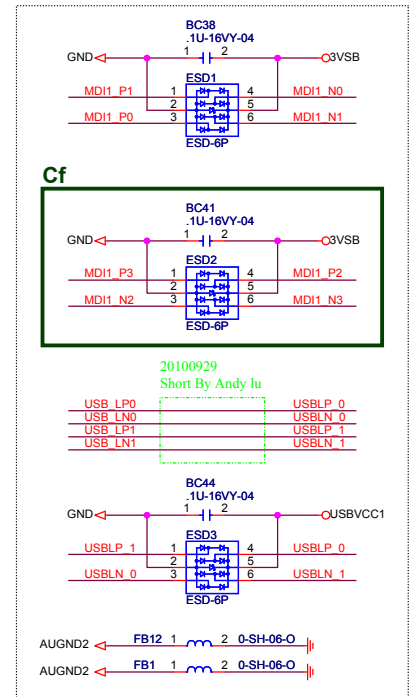 BC38
.1U-16VY-04
GND 1 2 3VSB
ESD1
MDI1_P1 1 4 MDI1_N0
2 5
MDI1_P0 3 6 MDI1_N1
ESD-6P
Cf
BC41
.1U-16VY-04
GND 1 2 3VSB
ESD2
MDI1_P3 1 4 MDI1_P2
2 5
MDI1_N2 3 6 MDI1_N3
ESD-6P
20100929
Short By Andy lu
USB_LP0 USBLP_0
USB_LN0 USBLN_0
USB_LP1 USBLP_1
USB_LN1 USBLN_1
BC44
.1U-16VY-04
GND 1 2 USBVCC1
ESD3
USBLP_1 1 4 USBLP_0
2 5
USBLN_0 3 6 USBLN_1
ESD-6P
AUGND2 FB12 1 2 0-SH-06-O
AUGND2 FB1 1 2 0-SH-06-O